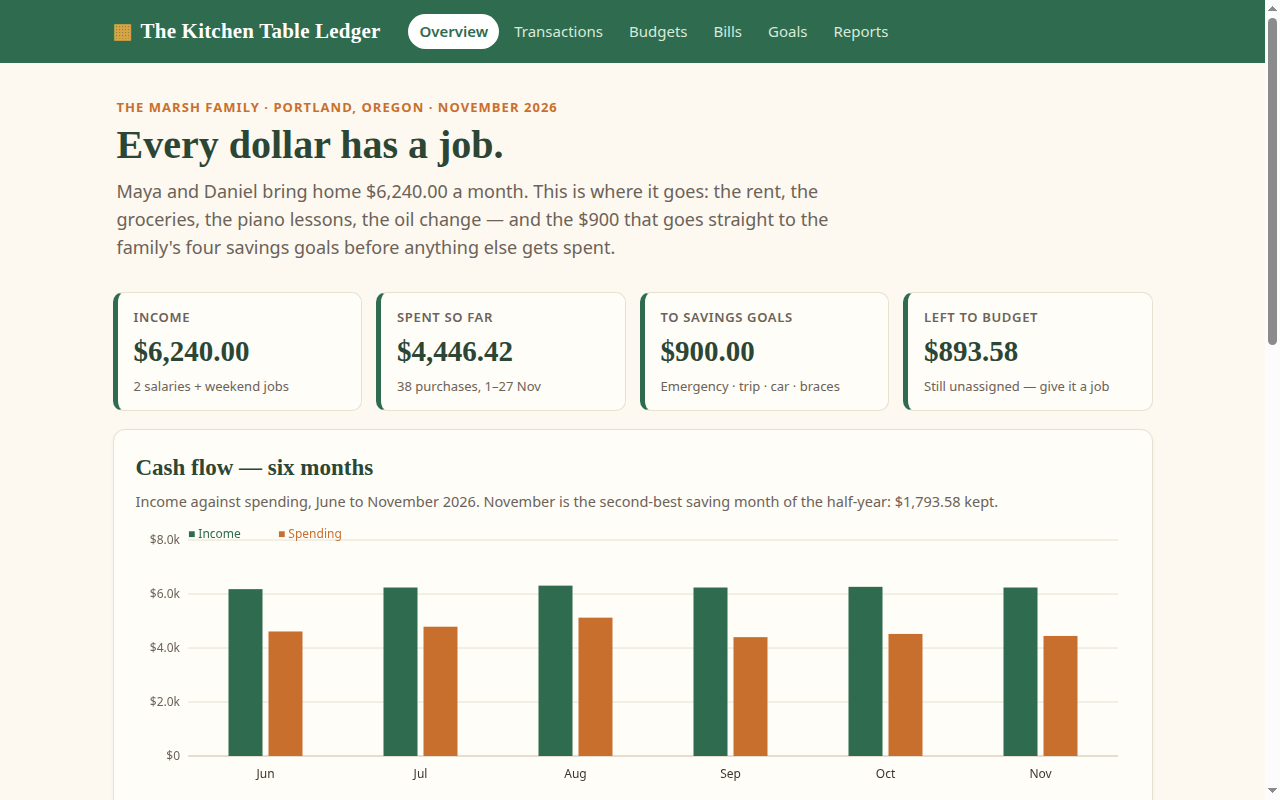 The Kitchen Table Ledger
Overview
Transactions
Budgets
Bills
Goals
Reports
THE MARSH FAMILY · PORTLAND, OREGON · NOVEMBER 2026
Every dollar has a job.
Maya and Daniel bring home $6,240.00 a month. This is where it goes: the rent, the
groceries, the piano lessons, the oil change — and the $900 that goes straight to the
family's four savings goals before anything else gets spent.
INCOME
$6,240.00
2 salaries + weekend jobs
SPENT SO FAR
$4,446.42
38 purchases, 1–27 Nov
TO SAVINGS GOALS
$900.00
Emergency · trip · car · braces
LEFT TO BUDGET
$893.58
Still unassigned — give it a job
Cash flow — six months
Income against spending, June to November 2026. November is the second-best saving month of the half-year: $1,793.58 kept.
■ Income
■ Spending
$8.0k
$6.0k
$4.0k
$2.0k
$0
Jun
Jul
Aug
Sep
Oct
Nov